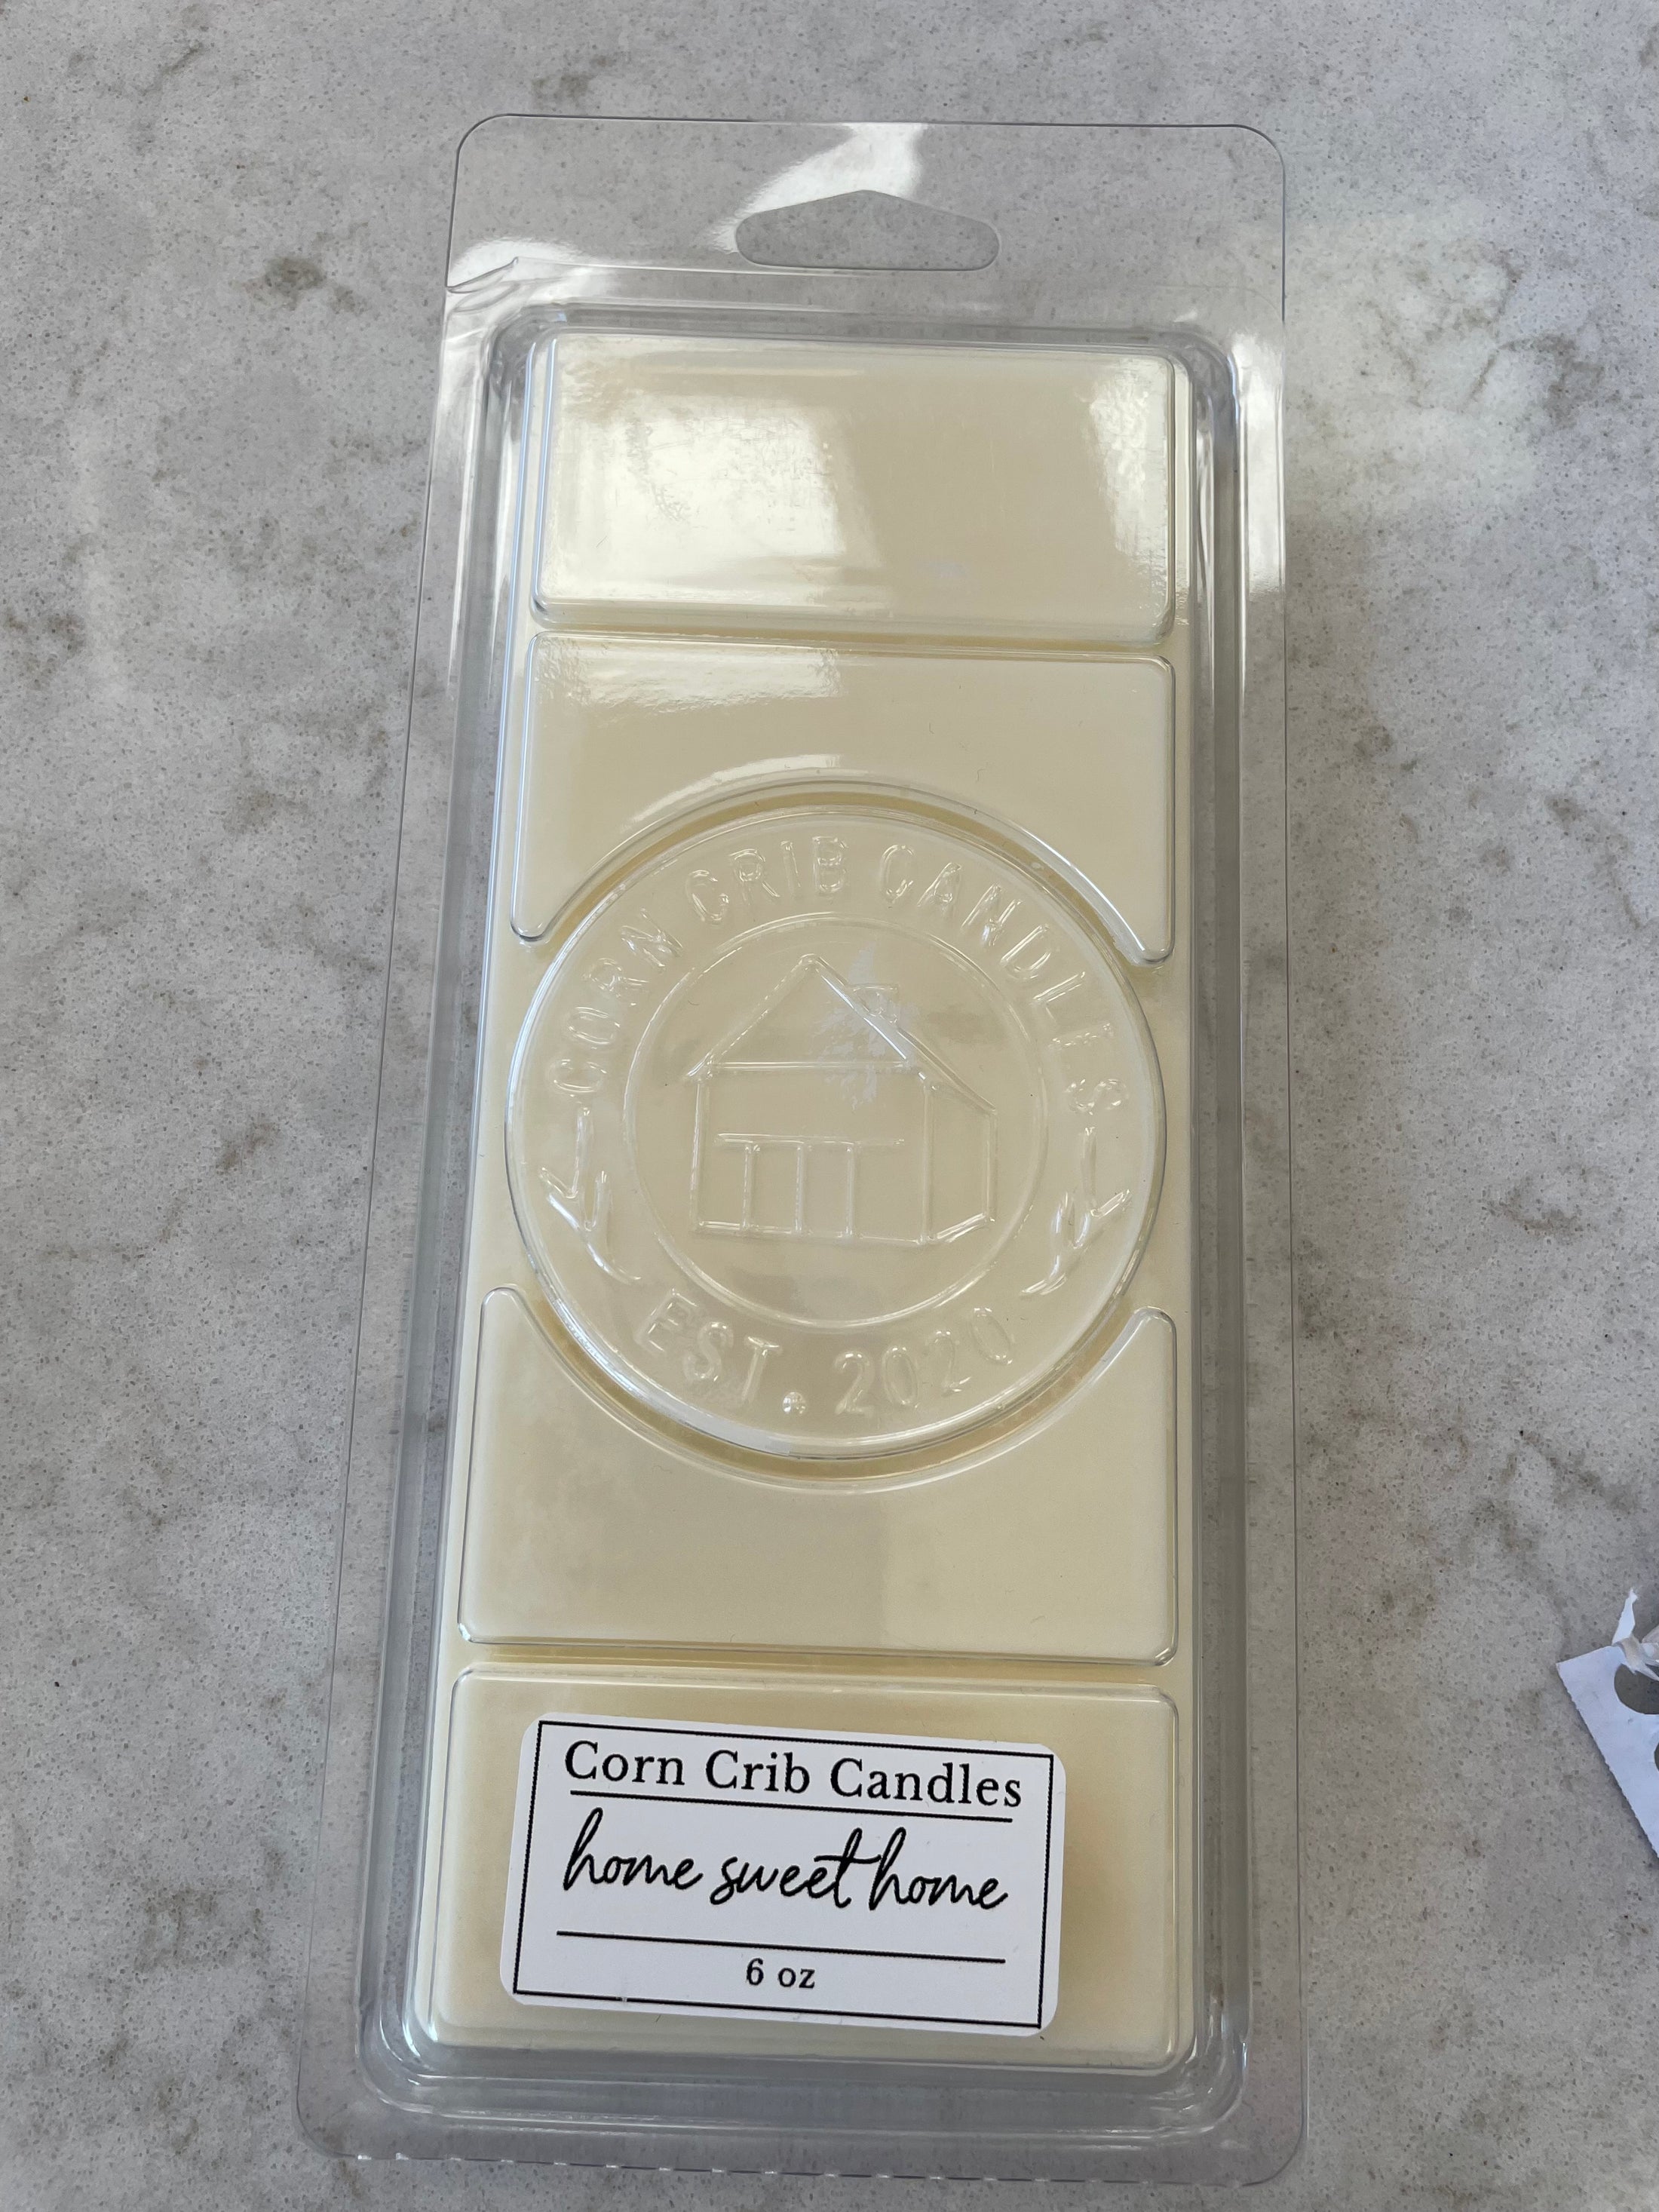 CORN CRIB CANDLES
EST. 2020
Corn Crib Candles
home sweet home
6 oz